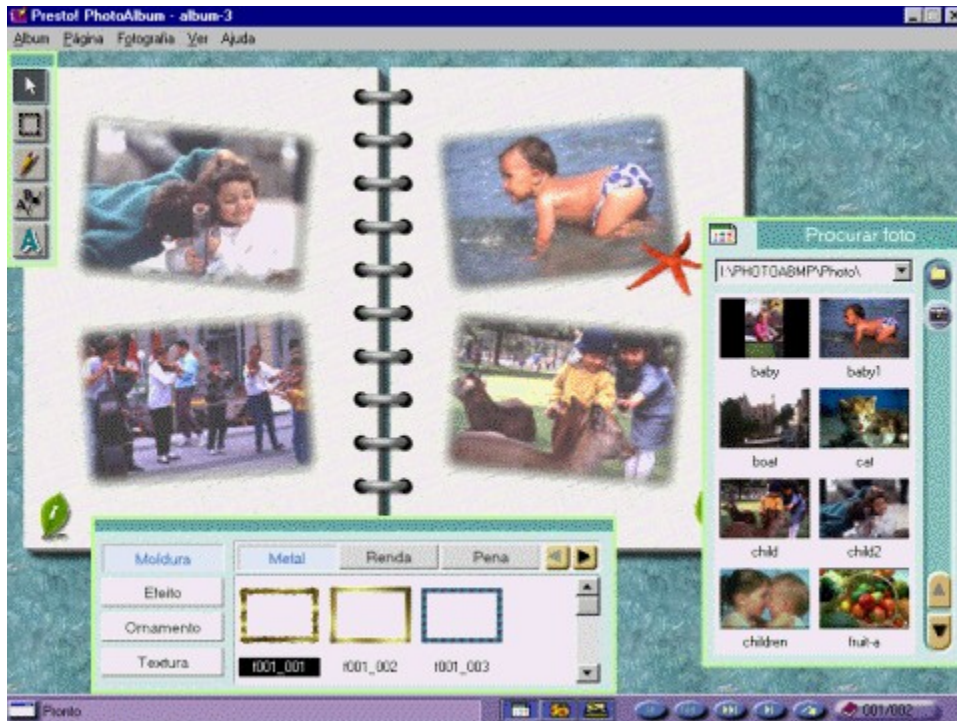 Presto! PhotoAlbum - album-3
Album Página Fotografia Ver Ajuda
Procurar foto
I:\PHOTOABMP\Photo\
baby baby1
boat cat
child child2
children fruit-a
Moldura Metal Renda Pena
Efeito
Ornamento
Textura
f001_001 f001_002 f001_003
Pronto 001/002